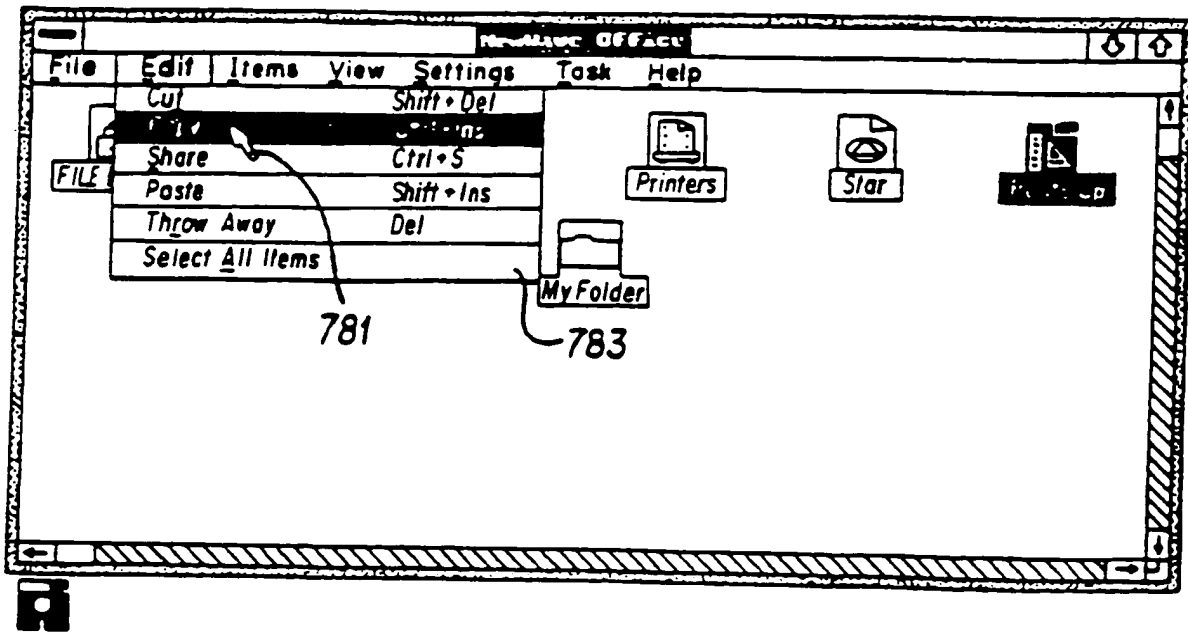 File Edit Items View Settings Task Help
Cut Shift+Del
Share Ctrl+S
Paste Shift+Ins
Throw Away Del
Select All Items
FILE
Printers
Star
My Folder
781
783